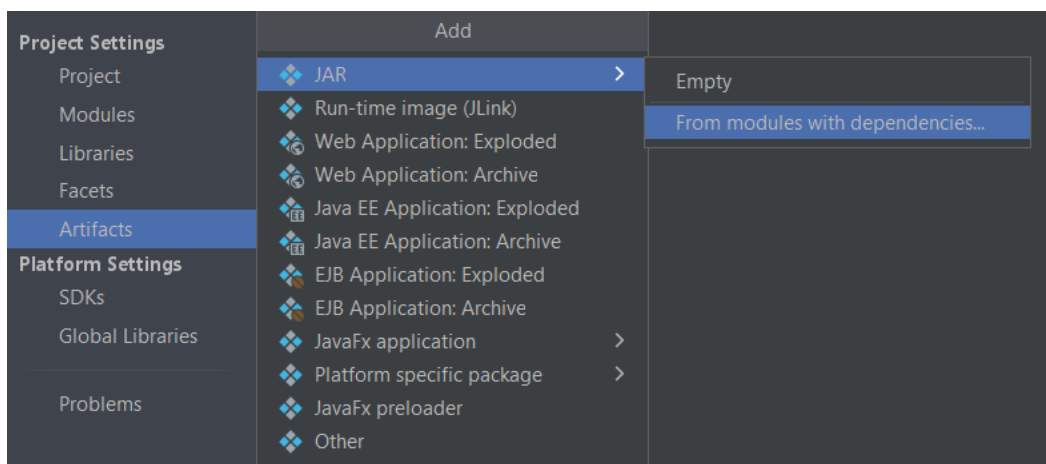 Project Settings
Project
Modules
Libraries
Facets
Artifacts
Platform Settings
SDKs
Global Libraries
Problems
Add
JAR
Run-time image (JLink)
Web Application: Exploded
Web Application: Archive
Java EE Application: Exploded
Java EE Application: Archive
EJB Application: Exploded
EJB Application: Archive
JavaFx application
Platform specific package
JavaFx preloader
Other
Empty
From modules with dependencies...